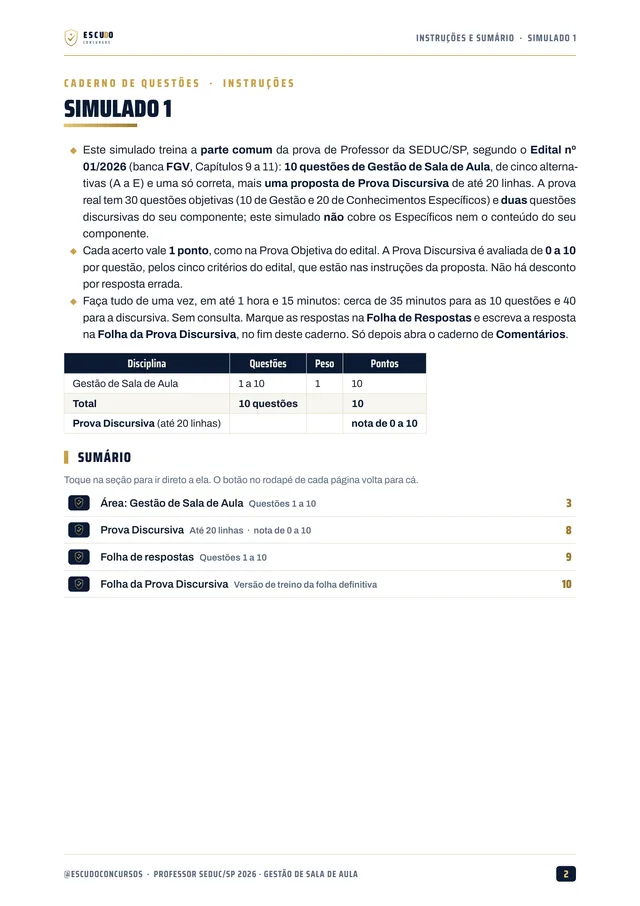 ESCUDO
CONCURSOS
INSTRUÇÕES E SUMÁRIO · SIMULADO 1
CADERNO DE QUESTÕES · INSTRUÇÕES
SIMULADO 1
Este simulado treina a parte comum da prova de Professor da SEDUC/SP, segundo o Edital nº
01/2026 (banca FGV, Capítulos 9 a 11): 10 questões de Gestão de Sala de Aula, de cinco alterna-
tivas (A a E) e uma só correta, mais uma proposta de Prova Discursiva de até 20 linhas. A prova
real tem 30 questões objetivas (10 de Gestão e 20 de Conhecimentos Específicos) e duas questões
discursivas do seu componente; este simulado não cobre os Específicos nem o conteúdo do seu
componente.
Cada acerto vale 1 ponto, como na Prova Objetiva do edital. A Prova Discursiva é avaliada de 0 a 10
por questão, pelos cinco critérios do edital, que estão nas instruções da proposta. Não há desconto
por resposta errada.
Faça tudo de uma vez, em até 1 hora e 15 minutos: cerca de 35 minutos para as 10 questões e 40
para a discursiva. Sem consulta. Marque as respostas na Folha de Respostas e escreva a resposta
na Folha da Prova Discursiva, no fim deste caderno. Só depois abra o caderno de Comentários.
Disciplina Questões Peso Pontos
Gestão de Sala de Aula 1 a 10 1 10
Total 10 questões 10
Prova Discursiva (até 20 linhas) nota de 0 a 10
SUMÁRIO
Toque na seção para ir direto a ela. O botão no rodapé de cada página volta para cá.
Área: Gestão de Sala de Aula Questões 1 a 10 3
Prova Discursiva Até 20 linhas · nota de 0 a 10 8
Folha de respostas Questões 1 a 10 9
Folha da Prova Discursiva Versão de treino da folha definitiva 10
@ESCUDOCONCURSOS · PROFESSOR SEDUC/SP 2026 - GESTÃO DE SALA DE AULA
2